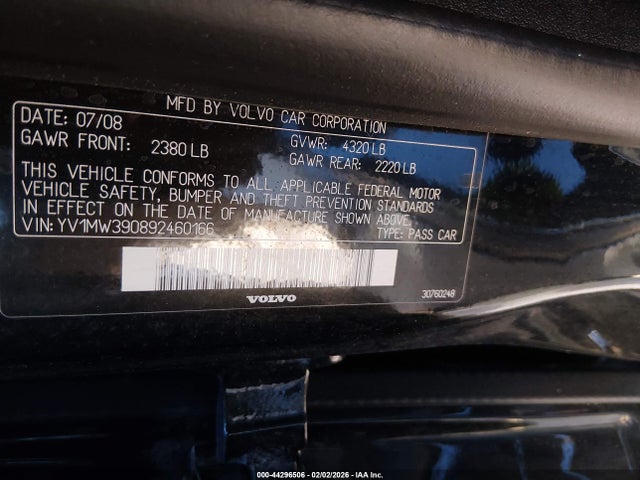 MFD BY VOLVO CAR CORPORATION
DATE: 07/08 GVWR: 4320 LB
GAWR FRONT: 2380 LB GAWR REAR: 2220 LB
THIS VEHICLE CONFORMS TO ALL APPLICABLE FEDERAL MOTOR
VEHICLE SAFETY, BUMPER AND THEFT PREVENTION STANDARDS
IN EFFECT ON THE DATE OF MANUFACTURE SHOWN ABOVE.
VIN: YV1MW390892460166 TYPE: PASS CAR
VOLVO 30760248
000-44296506 - 02/02/2026 - IAA Inc.